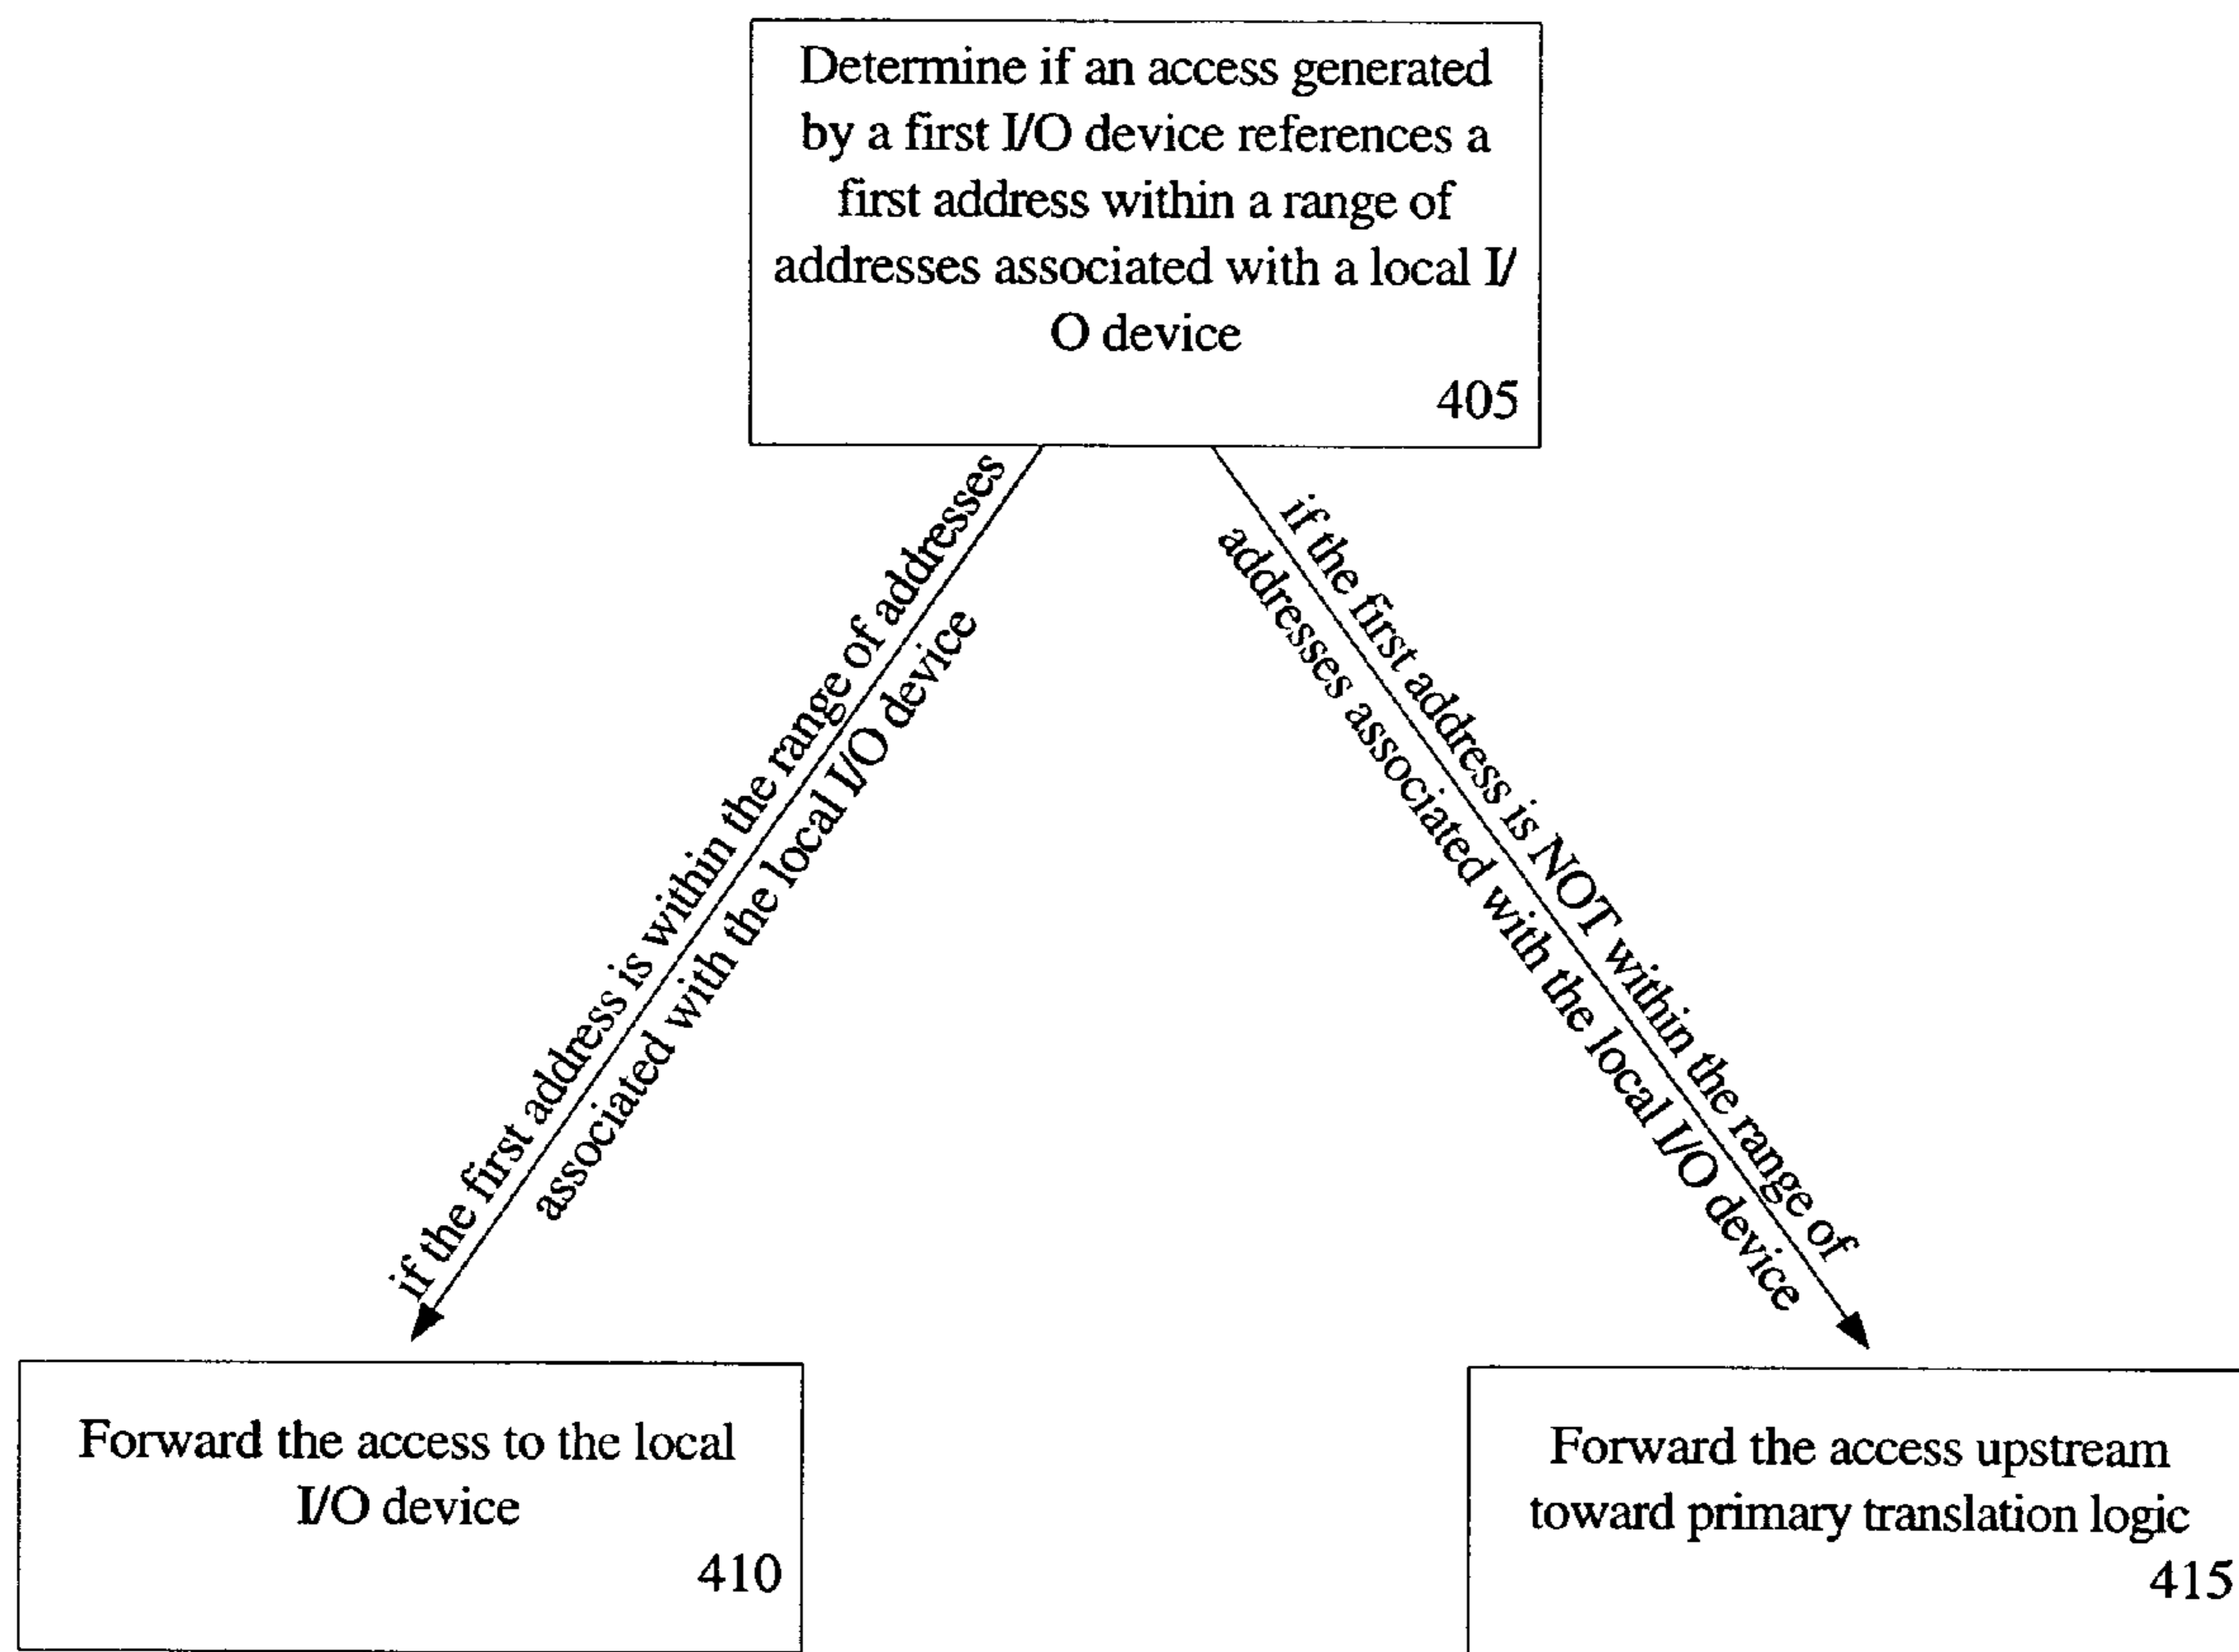 Determine if an access generated
by a first I/O device references a
first address within a range of
addresses associated with a local I/
O device
405
if the first address is within the range of addresses
associated with the local I/O device
if the first address is NOT within the range of
addresses associated with the local I/O device
Forward the access to the local
I/O device
410
Forward the access upstream
toward primary translation logic
415